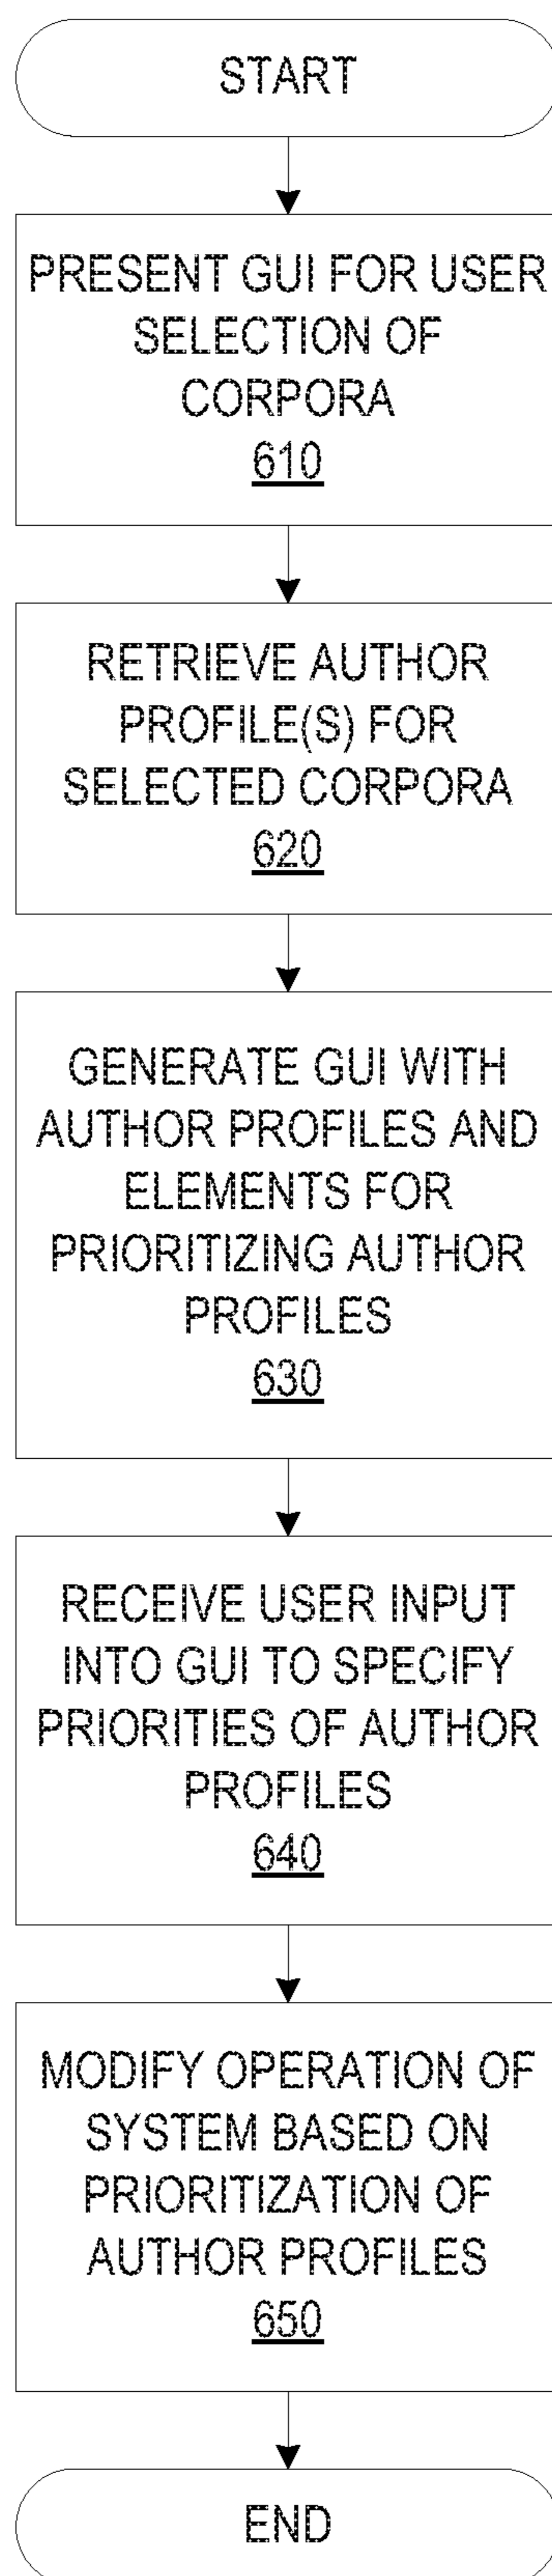 START
PRESENT GUI FOR USER
SELECTION OF
CORPORA
610
RETRIEVE AUTHOR
PROFILE(S) FOR
SELECTED CORPORA
620
GENERATE GUI WITH
AUTHOR PROFILES AND
ELEMENTS FOR
PRIORITIZING AUTHOR
PROFILES
630
RECEIVE USER INPUT
INTO GUI TO SPECIFY
PRIORITIES OF AUTHOR
PROFILES
640
MODIFY OPERATION OF
SYSTEM BASED ON
PRIORITIZATION OF
AUTHOR PROFILES
650
END